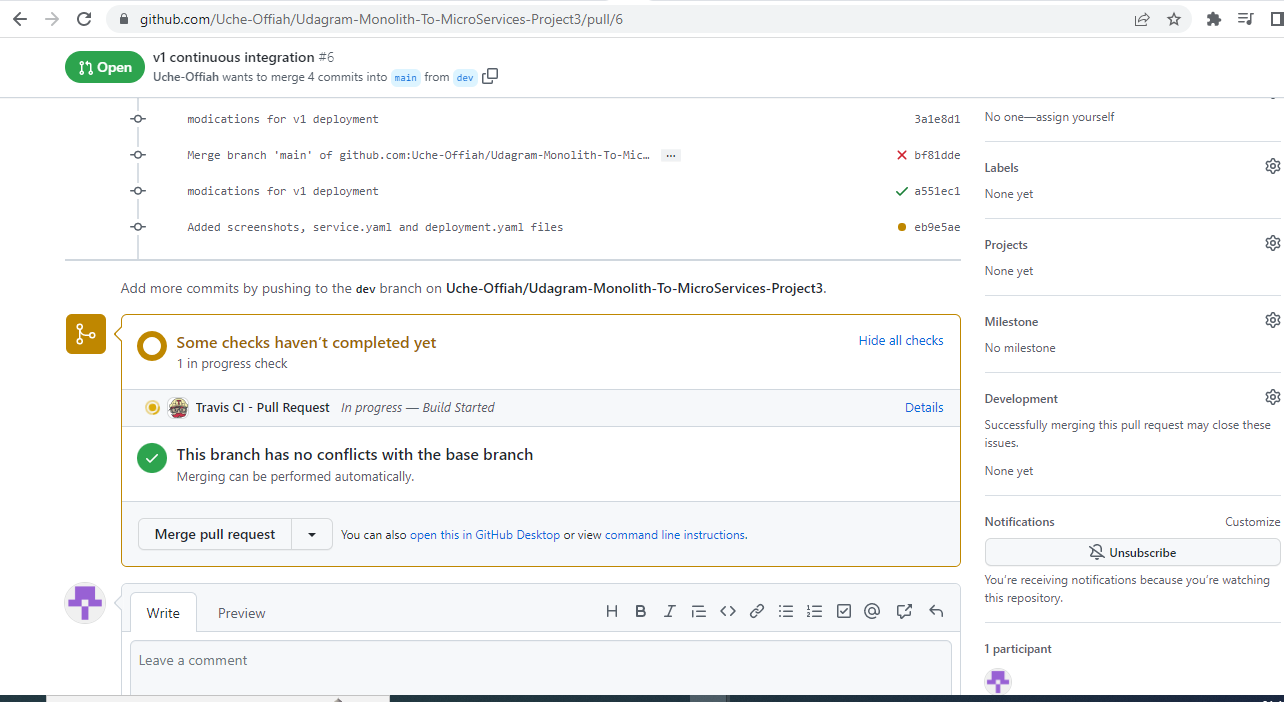 github.com/Uche-Offiah/Udagram-Monolith-To-MicroServices-Project3/pull/6
Open
v1 continuous integration #6
Uche-Offiah wants to merge 4 commits into main from dev
modications for v1 deployment 3a1e8d1
Merge branch 'main' of github.com:Uche-Offiah/Udagram-Monolith-To-Mic… ... bf81dde
modications for v1 deployment a551ec1
Added screenshots, service.yaml and deployment.yaml files eb9e5ae
Add more commits by pushing to the dev branch on Uche-Offiah/Udagram-Monolith-To-MicroServices-Project3.
Some checks haven't completed yet
Hide all checks
1 in progress check
Travis CI - Pull Request In progress — Build Started Details
This branch has no conflicts with the base branch
Merging can be performed automatically.
Merge pull request
You can also open this in GitHub Desktop or view command line instructions.
Write Preview
Leave a comment
No one—assign yourself
Labels
None yet
Projects
None yet
Milestone
No milestone
Development
Successfully merging this pull request may close these
issues.
None yet
Notifications Customize
Unsubscribe
You're receiving notifications because you're watching
this repository.
1 participant